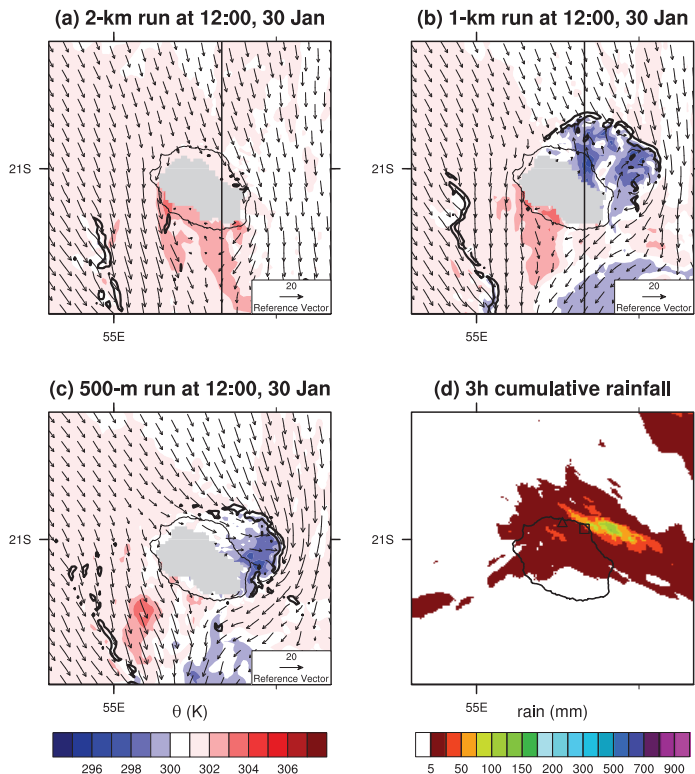 (a) 2-km run at 12:00, 30 Jan
(b) 1-km run at 12:00, 30 Jan
21S
21S
20
Reference Vector
20
Reference Vector
55E
55E
(c) 500-m run at 12:00, 30 Jan
(d) 3h cumulative rainfall
21S
21S
20
Reference Vector
55E
55E
θ (K)
rain (mm)
296 298 300 302 304 306
5 50 100 150 200 300 500 700 900